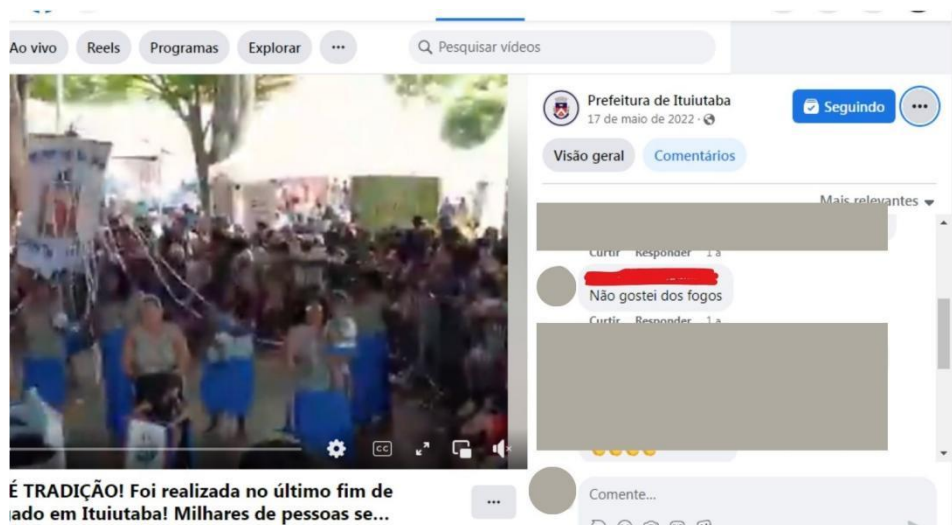 Ao vivo Reels Programas Explorar ... Pesquisar vídeos
Prefeitura de Ituiutaba
17 de maio de 2022 ·
Seguindo ...
Visão geral Comentários
Mais relevantes
Curtir Responder 1 a
Não gostei dos fogos
Curtir Responder 1 a
CC
É TRADIÇÃO! Foi realizada no último fim de
ado em Ituiutaba! Milhares de pessoas se...
...
Comente...